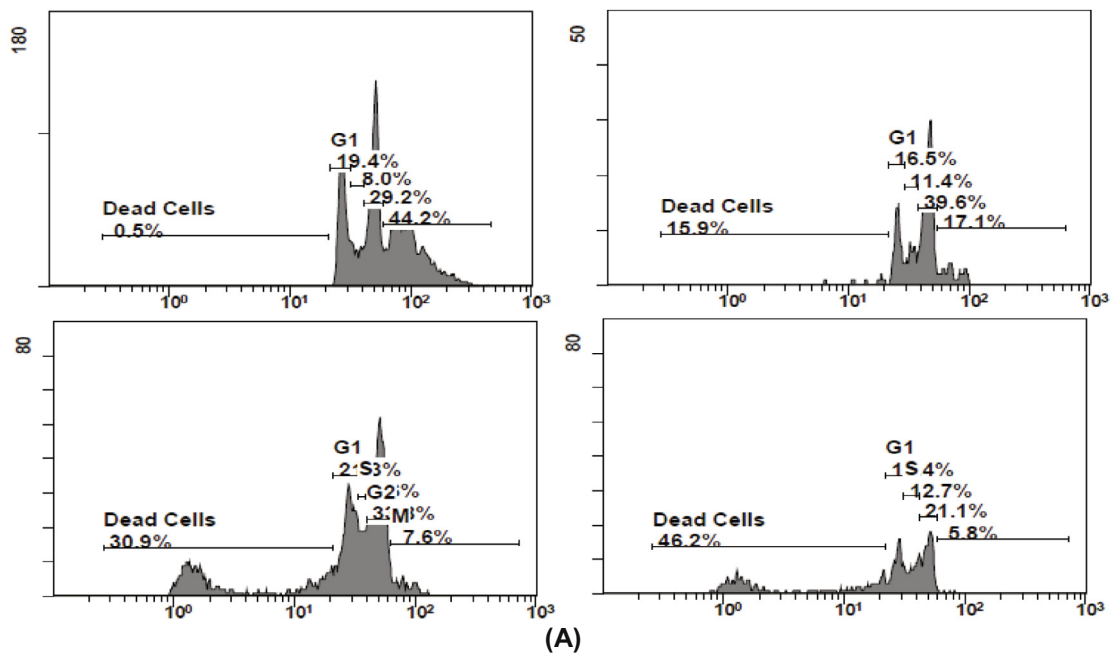 180
G1
19.4%
8.0%
29.2%
44.2%
Dead Cells
0.5%
10⁰ 10¹ 10² 10³
50
G1
16.5%
11.4%
39.6%
17.1%
Dead Cells
15.9%
10⁰ 10¹ 10² 10³
80
G1
S
G2
M
7.6%
Dead Cells
30.9%
10⁰ 10¹ 10² 10³
80
G1
S
12.7%
21.1%
5.8%
Dead Cells
46.2%
10⁰ 10¹ 10² 10³
(A)